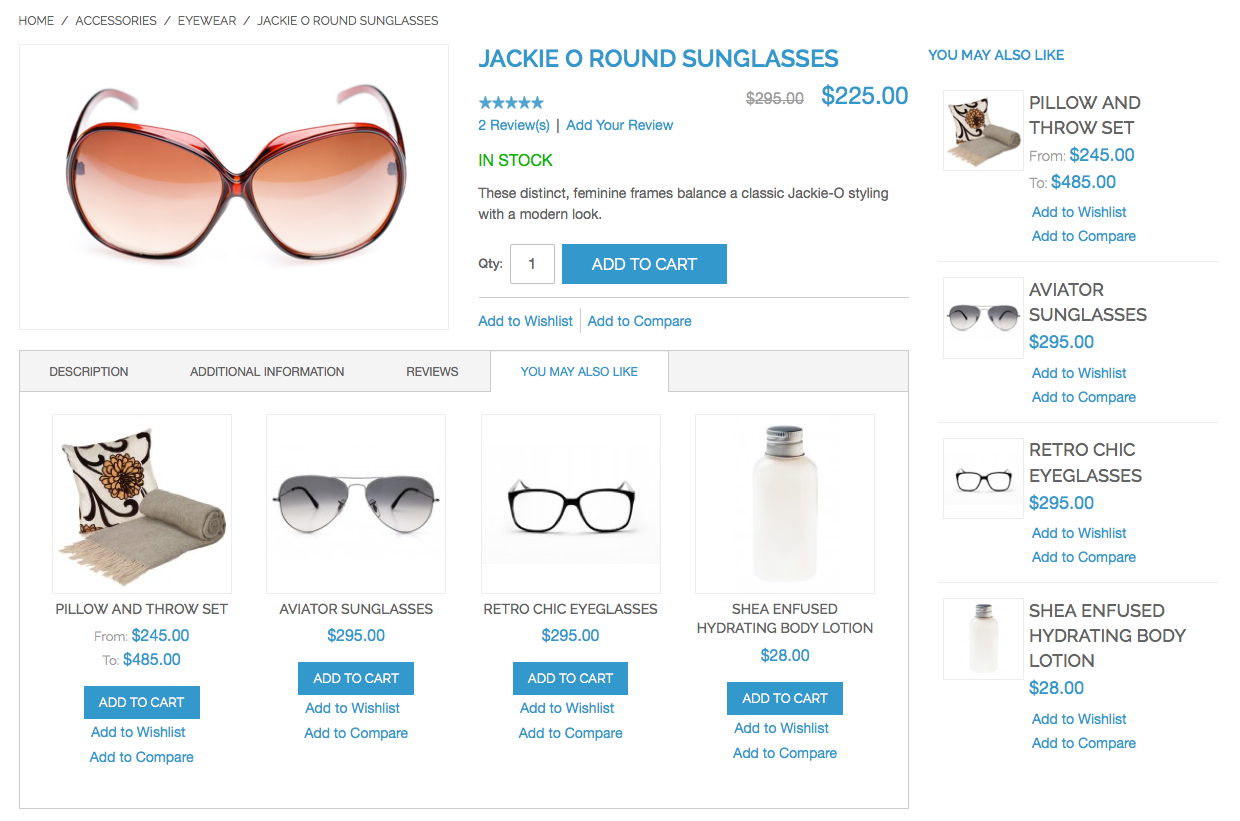 HOME / ACCESSORIES / EYEWEAR / JACKIE O ROUND SUNGLASSES
JACKIE O ROUND SUNGLASSES
$295.00 $225.00
2 Review(s) | Add Your Review
IN STOCK
These distinct, feminine frames balance a classic Jackie-O styling
with a modern look.
Qty: 1 ADD TO CART
Add to Wishlist Add to Compare
DESCRIPTION ADDITIONAL INFORMATION REVIEWS YOU MAY ALSO LIKE
PILLOW AND THROW SET
From: $245.00
To: $485.00
ADD TO CART
Add to Wishlist
Add to Compare
AVIATOR SUNGLASSES
$295.00
ADD TO CART
Add to Wishlist
Add to Compare
RETRO CHIC EYEGLASSES
$295.00
ADD TO CART
Add to Wishlist
Add to Compare
SHEA ENFUSED
HYDRATING BODY LOTION
$28.00
ADD TO CART
Add to Wishlist
Add to Compare
YOU MAY ALSO LIKE
PILLOW AND
THROW SET
From: $245.00
To: $485.00
Add to Wishlist
Add to Compare
AVIATOR
SUNGLASSES
$295.00
Add to Wishlist
Add to Compare
RETRO CHIC
EYEGLASSES
$295.00
Add to Wishlist
Add to Compare
SHEA ENFUSED
HYDRATING BODY
LOTION
$28.00
Add to Wishlist
Add to Compare